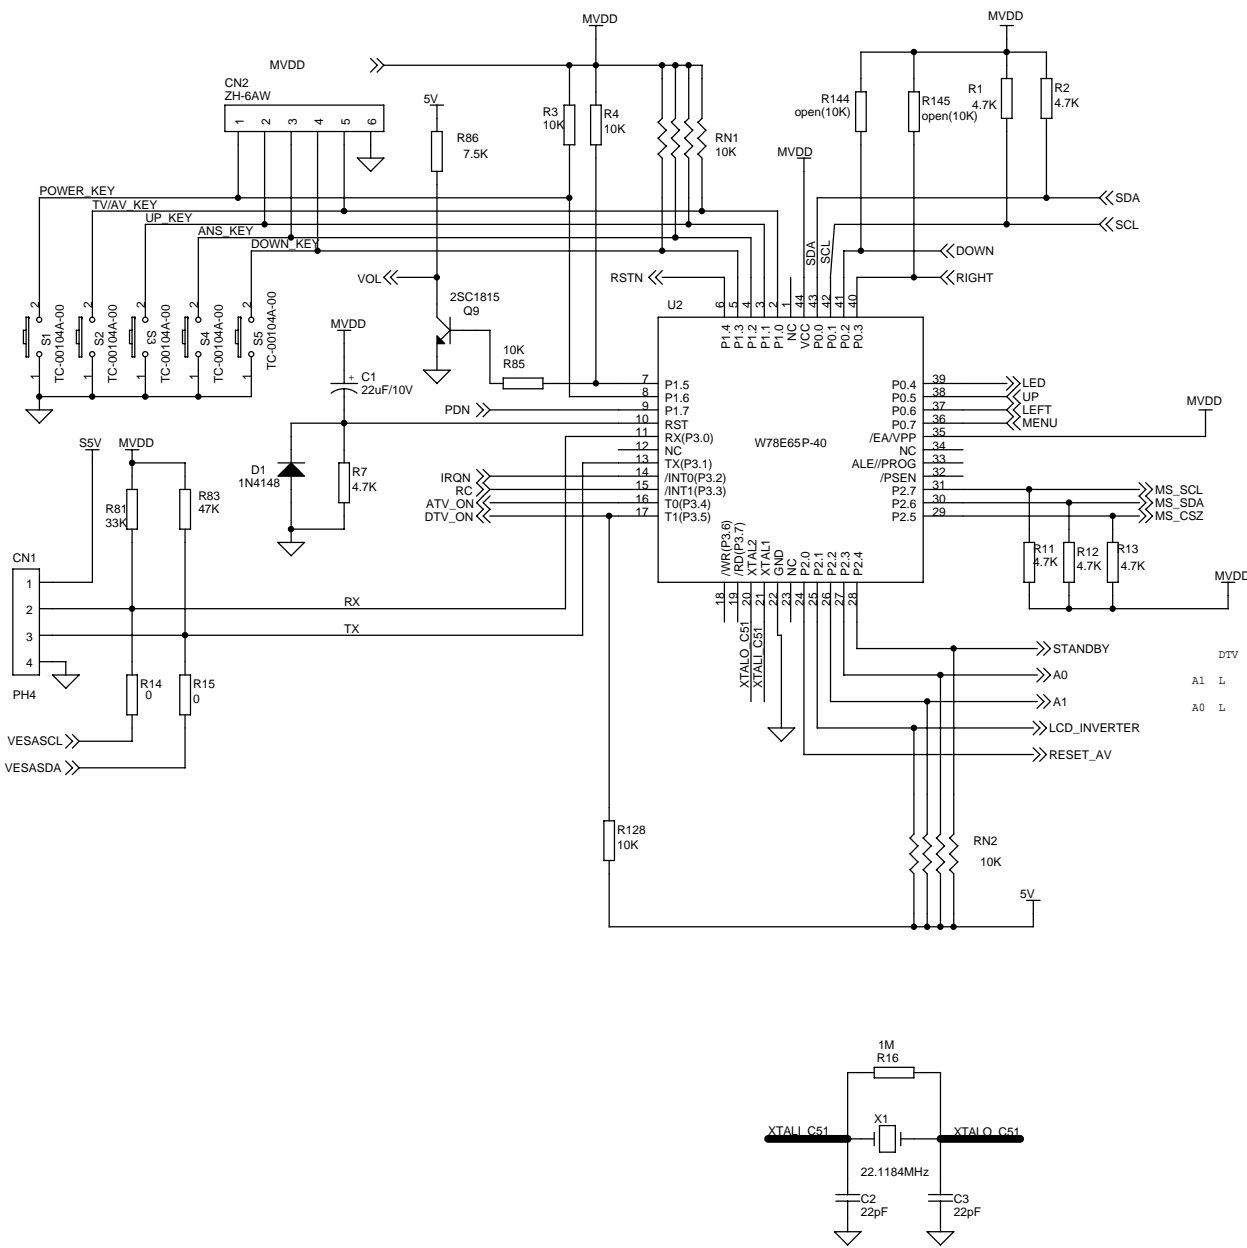 MVDD
MVDD
MVDD
CN2
ZH-6AW
1 2 3 4 5 6
5V
R86
7.5K
R3
10K
R4
10K
RN1
10K
R144
open(10K)
R145
open(10K)
R1
4.7K
R2
4.7K
MVDD
POWER_KEY
TV/AV_KEY
UP_KEY
ANS_KEY
DOWN_KEY
SDA
SCL
DOWN
RIGHT
SDA
SCL
VOL
RSTN
2SC1815
Q9
U2
6 5 4 3 2 1 44 43 42 41 40
P1.4 P1.3 P1.2 P1.1 P1.0 NC VCC P0.0 P0.1 P0.2 P0.3
2 S1 1 TC-00104A-00
2 S2 1 TC-00104A-00
2 S3 1 TC-00104A-00
2 S4 1 TC-00104A-00
2 S5 1 TC-00104A-00
MVDD
C1
+
22uF/10V
10K
R85
PDN
7 P1.5
8 P1.6
9 P1.7
10 RST
11 RX(P3.0)
12 NC
13 TX(P3.1)
14 /INT0(P3.2)
15 /INT1(P3.3)
16 T0(P3.4)
17 T1(P3.5)
W78E65P-40
P0.4 39 LED
P0.5 38 UP
P0.6 37 LEFT
P0.7 36 MENU
/EA/VPP 35
NC 34
ALE//PROG 33
/PSEN 32
P2.7 31 MS_SCL
P2.6 30 MS_SDA
P2.5 29 MS_CSZ
MVDD
S5V
MVDD
D1
1N4148
R7
4.7K
IRQN
RC
ATV_ON
DTV_ON
R81
33K
R83
47K
R11
4.7K
R12
4.7K
R13
4.7K
MVDD
/WR(P3.6) /RD(P3.7) XTAL2 XTAL1 GND NC P2.0 P2.1 P2.2 P2.3 P2.4
18 19 20 21 22 23 24 25 26 27 28
CN1
1
2
3
4
PH4
RX
TX
XTALO_C51
XTALI_C51
R14
0
R15
0
VESASCL
VESASDA
STANDBY
A0
A1
LCD_INVERTER
RESET_AV
DTV
A1 L
A0 L
R128
10K
RN2
10K
5V
1M
R16
XTALI_C51
X1
XTALO_C51
22.1184MHz
C2
22pF
C3
22pF